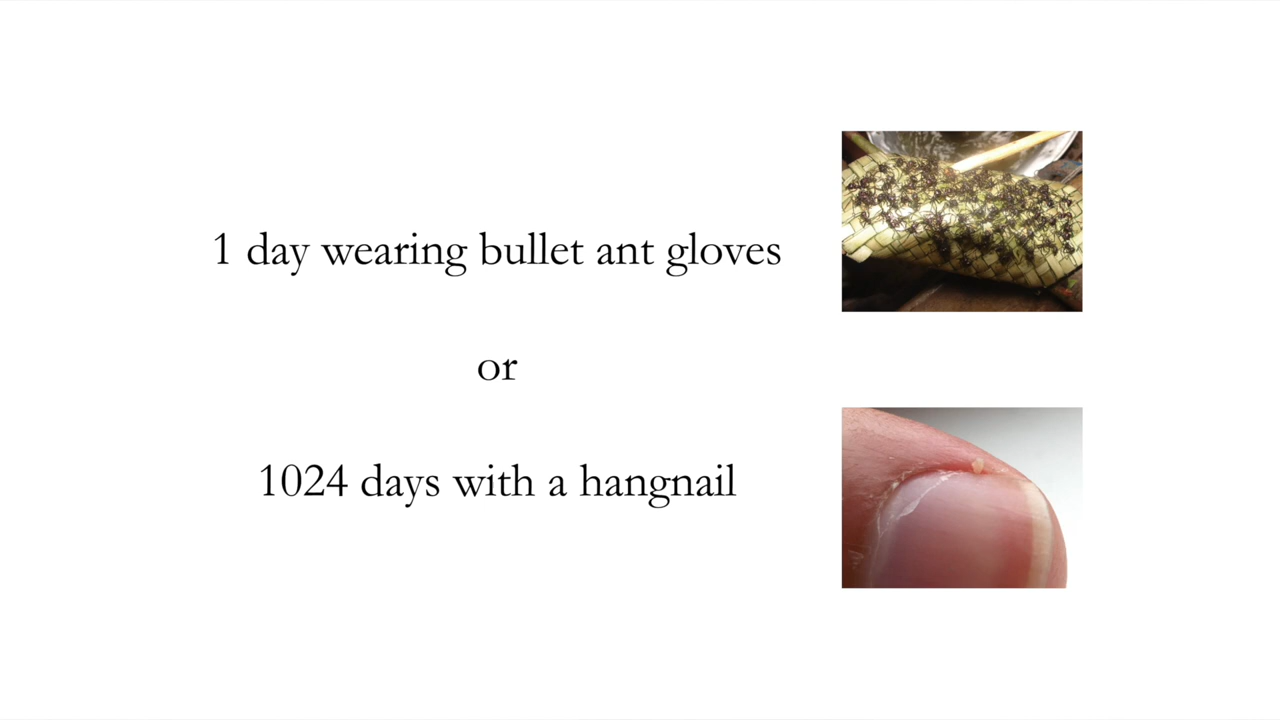 1 day wearing bullet ant gloves
or
1024 days with a hangnail